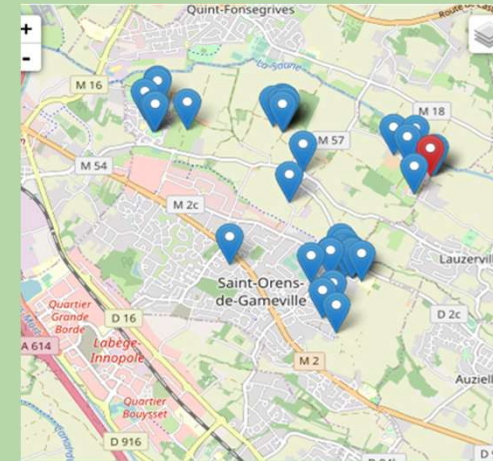 Quint-Fonsegrives
+
-
La Saune
M 16
M 18
M 57
M 54
M 2c
Lauzervill
Saint-Orens-
de-Gameville
Quartier
Grande
Borde
D 16
D 2c
A 614
Labège-
Innopole
M 2
Auziell
Quartier
Bouysset
D 916